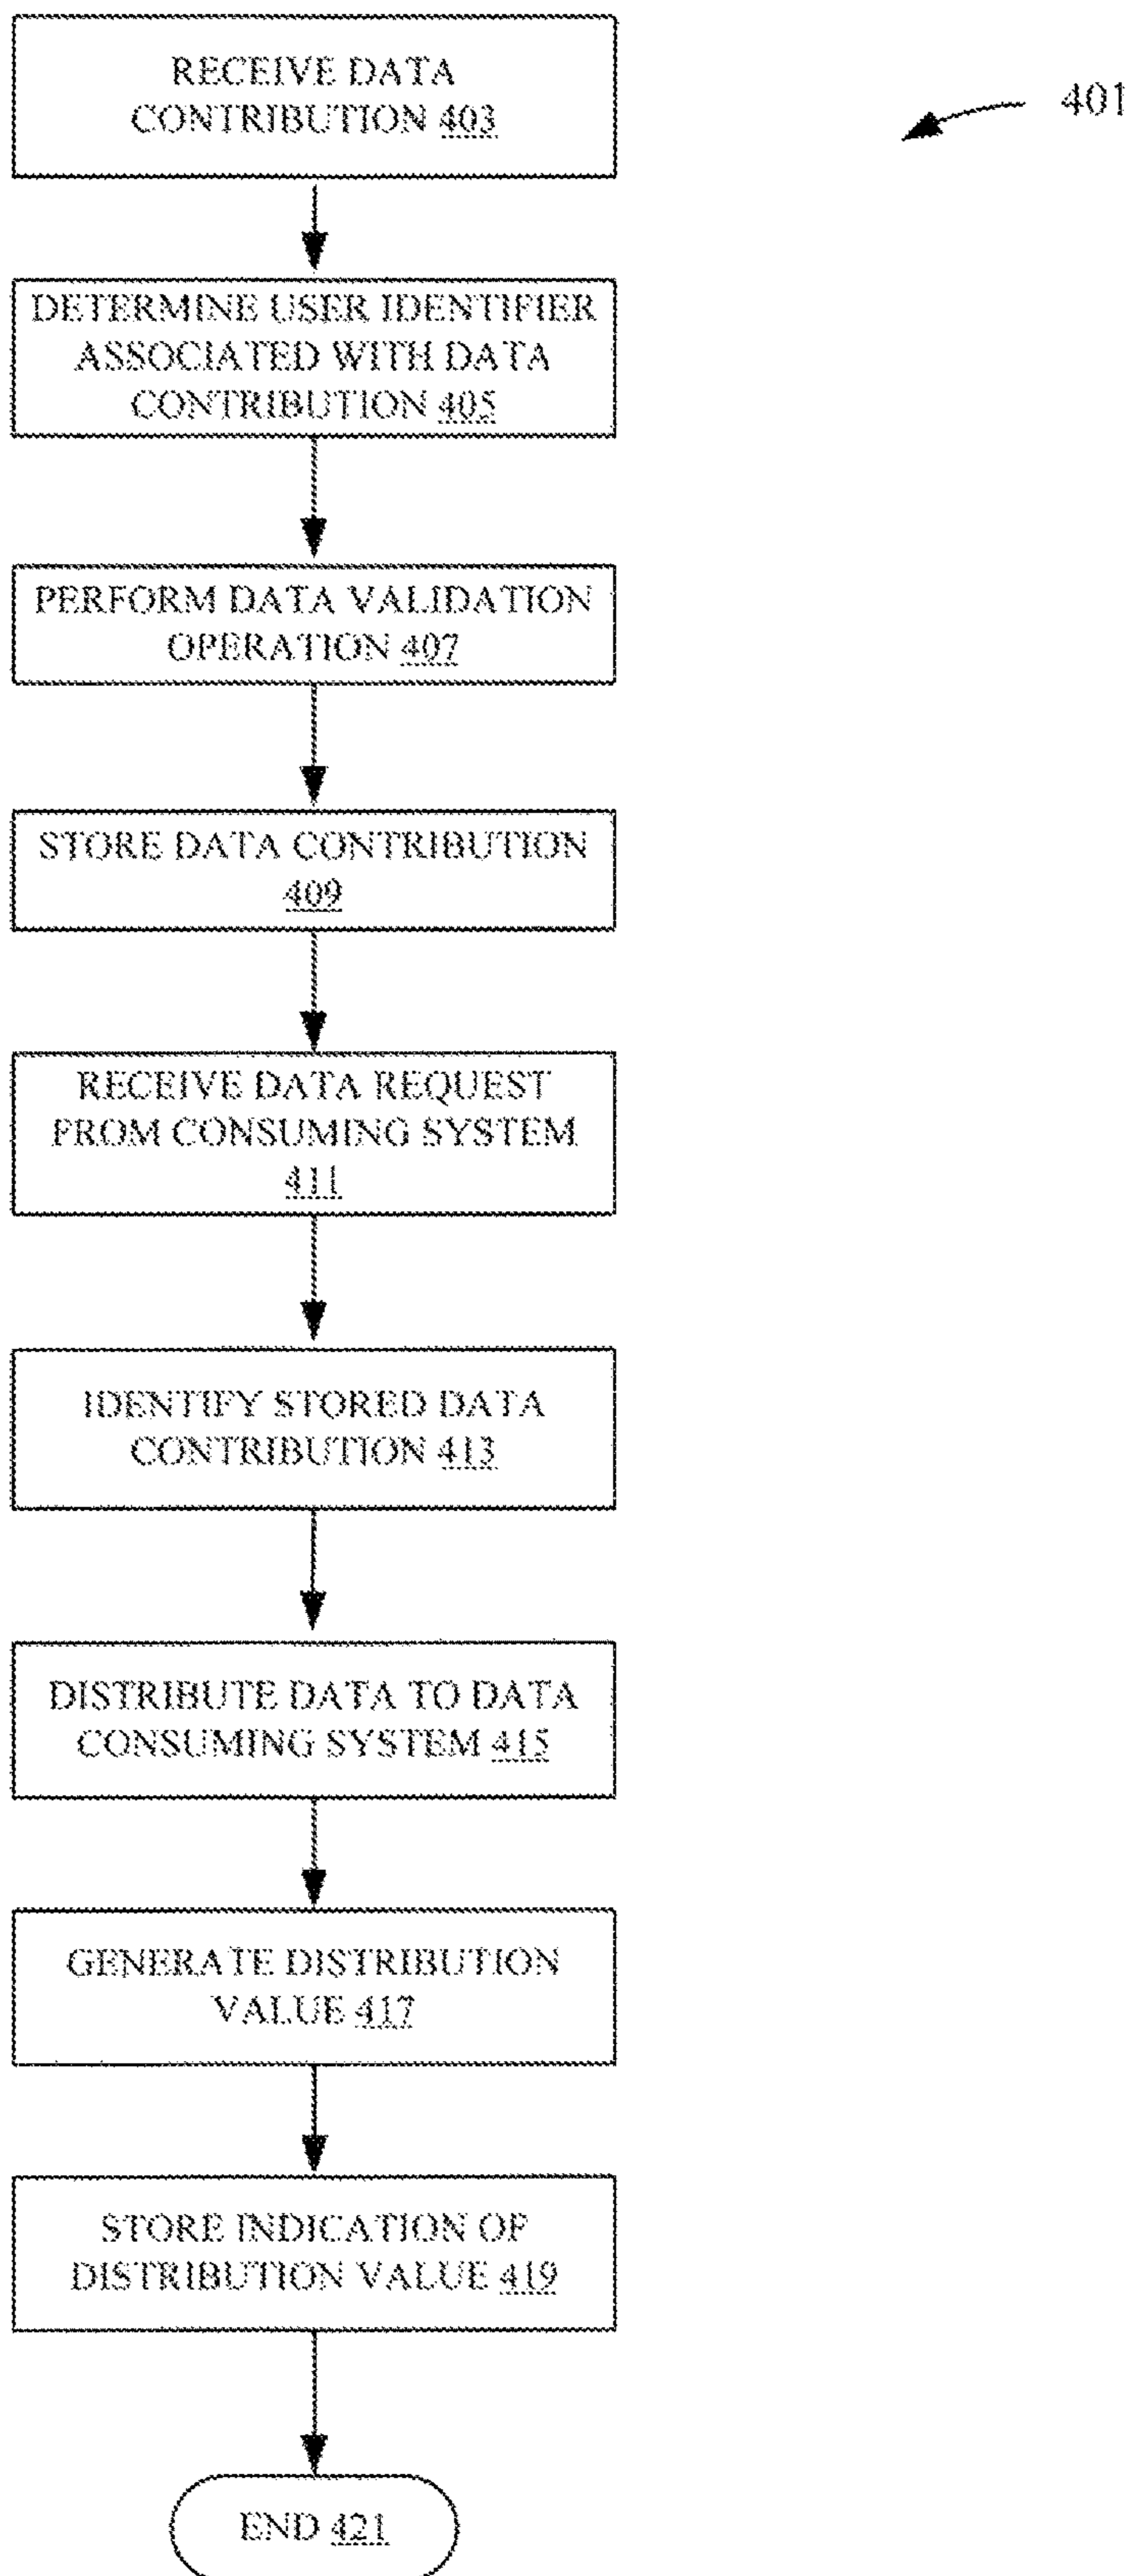 RECEIVE DATA
CONTRIBUTION 403
401
DETERMINE USER IDENTIFIER
ASSOCIATED WITH DATA
CONTRIBUTION 405
PERFORM DATA VALIDATION
OPERATION 407
STORE DATA CONTRIBUTION
409
RECEIVE DATA REQUEST
FROM CONSUMING SYSTEM
411
IDENTIFY STORED DATA
CONTRIBUTION 413
DISTRIBUTE DATA TO DATA
CONSUMING SYSTEM 415
GENERATE DISTRIBUTION
VALUE 417
STORE INDICATION OF
DISTRIBUTION VALUE 419
END 421